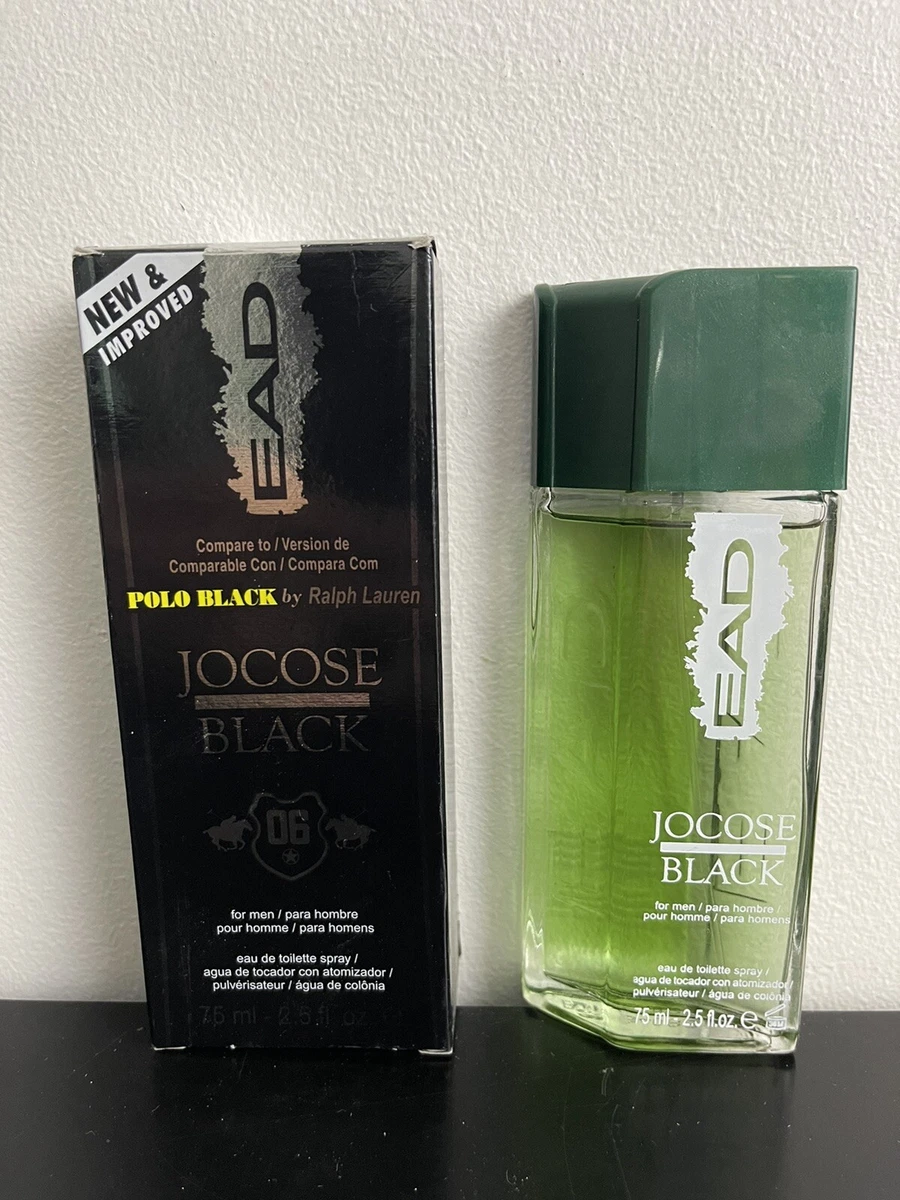 NEW &
IMPROVED
EAD
Compare to / Version de
Comparable Con / Compara Com
POLO BLACK by Ralph Lauren
JOCOSE
BLACK
06
for men / para hombre
pour homme / para homens
eau de toilette spray /
agua de tocador con atomizador /
pulvérisateur / água de colônia
75 ml - 2.5 fl.oz.
EAD
JOCOSE
BLACK
for men / para hombre /
pour homme / para homens
eau de toilette spray /
agua de tocador con atomizador /
pulvérisateur / água de colônia
75 ml - 2.5 fl.oz. e